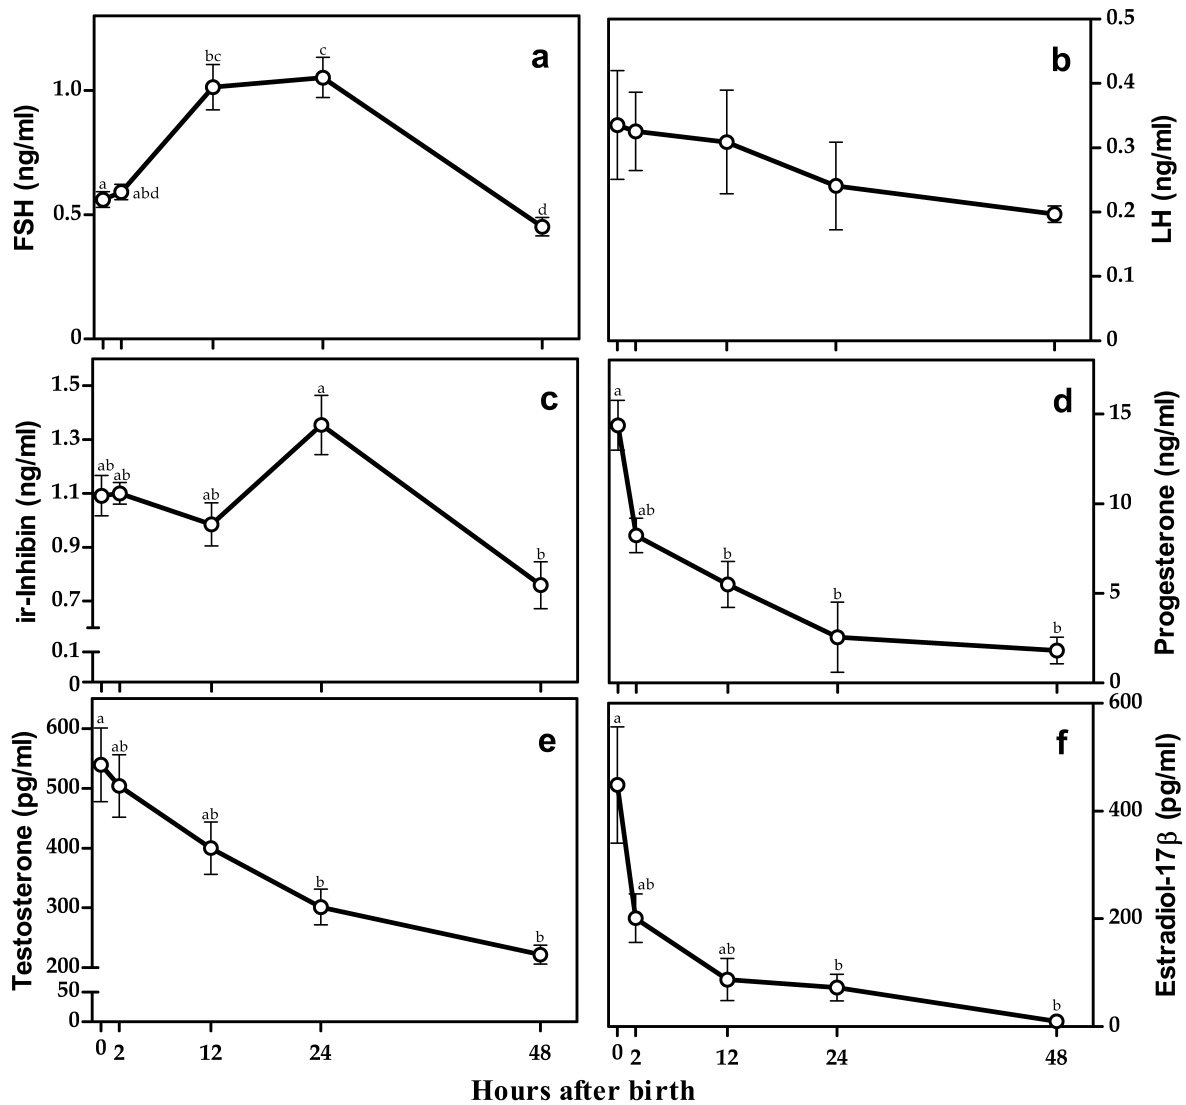 a
FSH (ng/ml)
1.0
0.5
0
a
abd
bc
c
d
b
LH (ng/ml)
0.5
0.4
0.3
0.2
0.1
0
c
ir-Inhibin (ng/ml)
1.5
1.3
1.1
0.9
0.7
0.1
0
ab
ab
ab
a
b
d
Progesterone (ng/ml)
15
10
5
0
a
ab
b
b
b
e
Testosterone (pg/ml)
600
500
400
300
200
50
0
a
ab
ab
b
b
0 2 12 24 48
f
Estradiol-17β (pg/ml)
600
400
200
0
a
ab
ab
b
b
0 2 12 24 48
Hours after birth